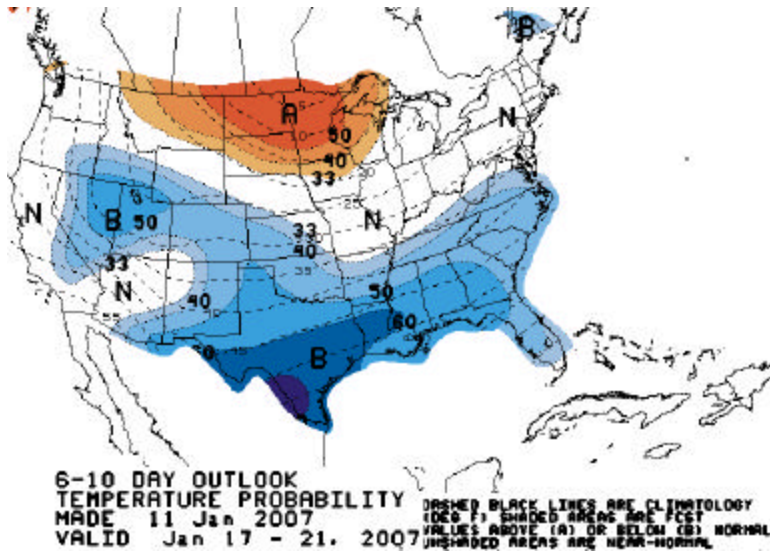 B
A
50
40
33
N
N
B
50
33
40
N
N
33
40
50
60
B
50
6-10 DAY OUTLOOK
TEMPERATURE PROBABILITY
MADE 11 Jan 2007
VALID Jan 17 - 21, 2007
DASHED BLACK LINES ARE CLIMATOLOGY
(DEG F) SHADED AREAS ARE FCST
VALUES ABOVE (A) OR BELOW (B) NORMAL
UNSHADED AREAS ARE NEAR-NORMAL